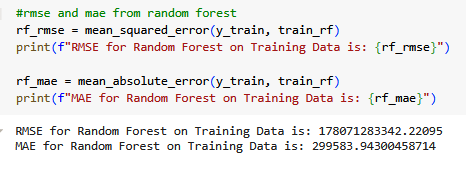 #rmse and mae from random forest
rf_rmse = mean_squared_error(y_train, train_rf)
print(f"RMSE for Random Forest on Training Data is: {rf_rmse}")
rf_mae = mean_absolute_error(y_train, train_rf)
print(f"MAE for Random Forest on Training Data is: {rf_mae}")
RMSE for Random Forest on Training Data is: 178071283342.22095
MAE for Random Forest on Training Data is: 299583.94300458714